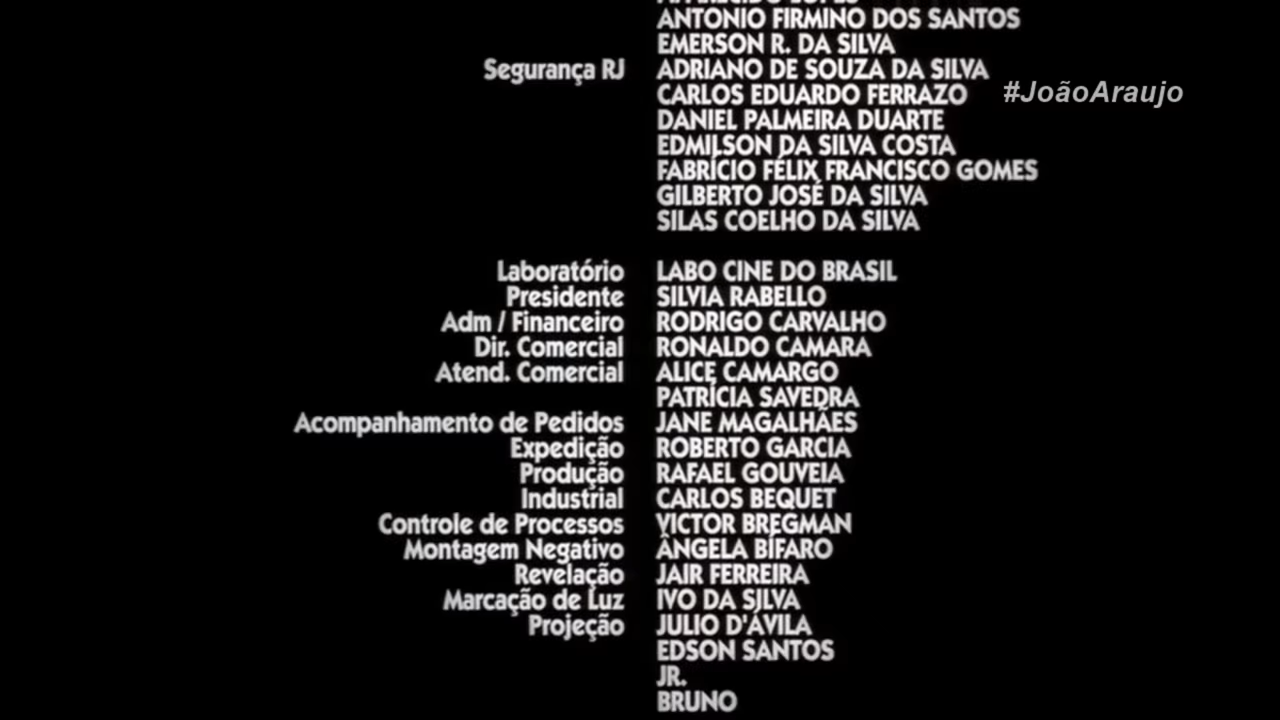 ANTONIO FIRMINO DOS SANTOS
EMERSON R. DA SILVA
Segurança RJ ADRIANO DE SOUZA DA SILVA
#JoãoAraujo
CARLOS EDUARDO FERRAZO
DANIEL PALMEIRA DUARTE
EDMILSON DA SILVA COSTA
FABRÍCIO FÉLIX FRANCISCO GOMES
GILBERTO JOSÉ DA SILVA
SILAS COELHO DA SILVA
Laboratório LABO CINE DO BRASIL
Presidente SILVIA RABELLO
Adm / Financeiro RODRIGO CARVALHO
Dir. Comercial RONALDO CAMARA
Atend. Comercial ALICE CAMARGO
PATRÍCIA SAVEDRA
Acompanhamento de Pedidos JANE MAGALHÃES
Expedição ROBERTO GARCIA
Produção RAFAEL GOUVEIA
Industrial CARLOS BEQUET
Controle de Processos VICTOR BREGMAN
Montagem Negativo ÂNGELA BÍFARO
Revelação JAIR FERREIRA
Marcação de Luz IVO DA SILVA
Projeção JULIO D'ÁVILA
EDSON SANTOS
JR.
BRUNO